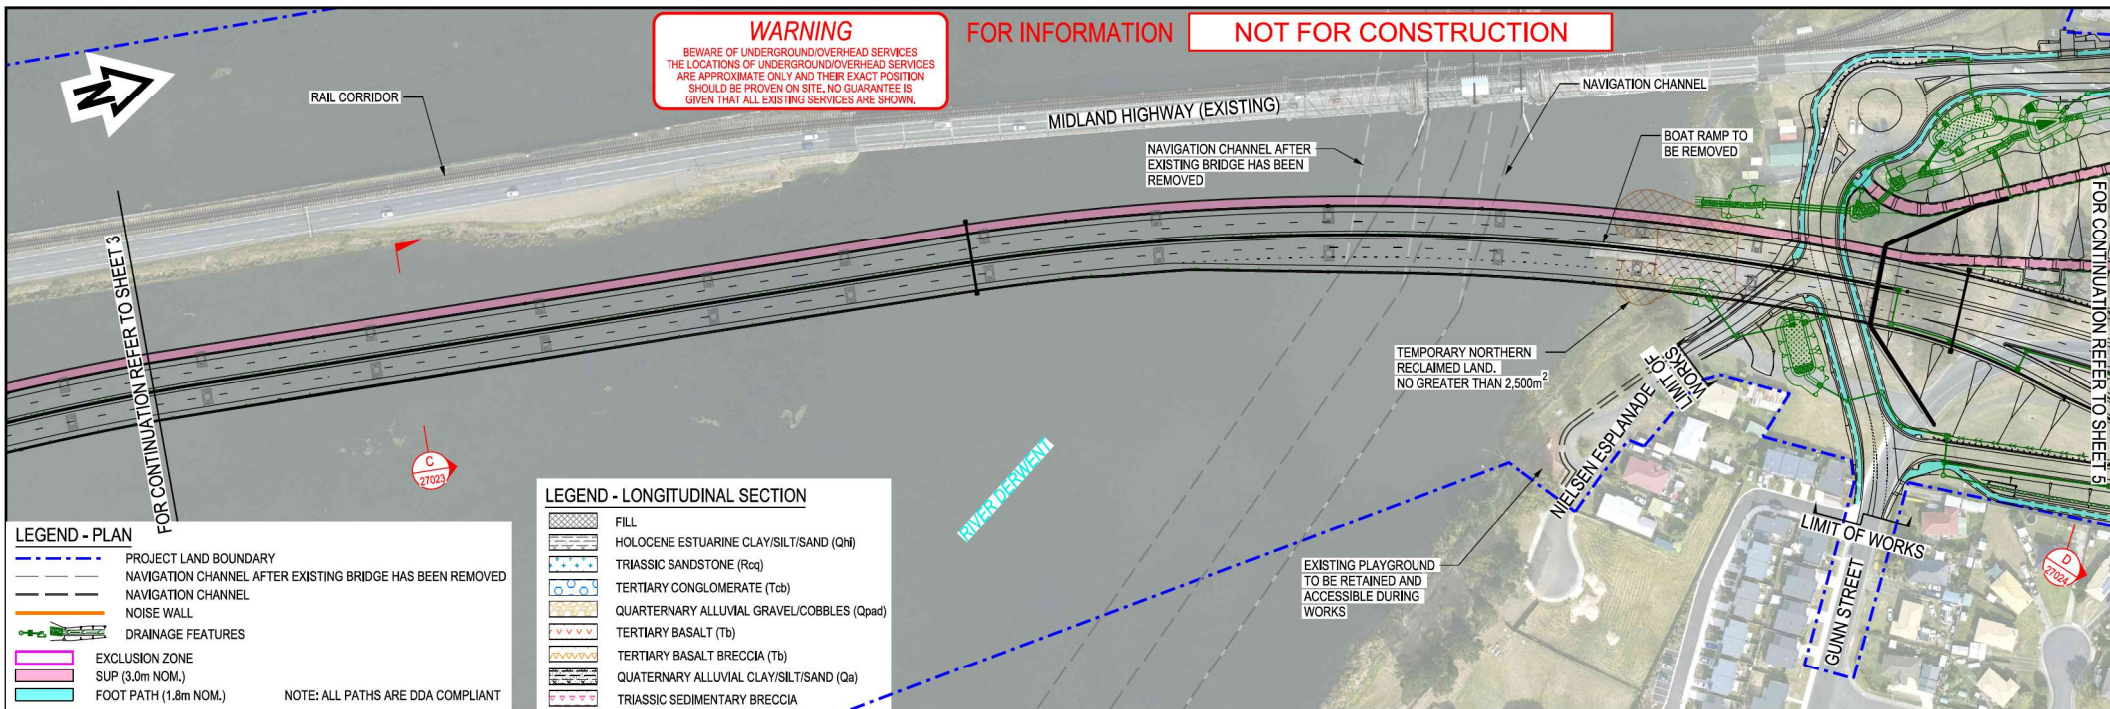 WARNING
BEWARE OF UNDERGROUND/OVERHEAD SERVICES
THE LOCATIONS OF UNDERGROUND/OVERHEAD SERVICES
ARE APPROXIMATE ONLY AND THEIR EXACT POSITION
SHOULD BE PROVEN ON SITE. NO GUARANTEE IS
GIVEN THAT ALL EXISTING SERVICES ARE SHOWN.
FOR INFORMATION
NOT FOR CONSTRUCTION
N
RAIL CORRIDOR
MIDLAND HIGHWAY (EXISTING)
NAVIGATION CHANNEL
NAVIGATION CHANNEL AFTER
EXISTING BRIDGE HAS BEEN
REMOVED
BOAT RAMP TO
BE REMOVED
FOR CONTINUATION REFER TO SHEET 3
FOR CONTINUATION REFER TO SHEET 5
TEMPORARY NORTHERN
RECLAIMED LAND.
NO GREATER THAN 2,500m²
LIMIT OF
WORKS
NIELSEN ESPLANADE
RIVER DERWENT
C
27023
EXISTING PLAYGROUND
TO BE RETAINED AND
ACCESSIBLE DURING
WORKS
LIMIT OF WORKS
GUNN STREET
D
27024
LEGEND - PLAN
PROJECT LAND BOUNDARY
NAVIGATION CHANNEL AFTER EXISTING BRIDGE HAS BEEN REMOVED
NAVIGATION CHANNEL
NOISE WALL
DRAINAGE FEATURES
EXCLUSION ZONE
SUP (3.0m NOM.)
FOOT PATH (1.8m NOM.)
NOTE: ALL PATHS ARE DDA COMPLIANT
LEGEND - LONGITUDINAL SECTION
FILL
HOLOCENE ESTUARINE CLAY/SILT/SAND (Qhi)
TRIASSIC SANDSTONE (Rcq)
TERTIARY CONGLOMERATE (Tcb)
QUARTERNARY ALLUVIAL GRAVEL/COBBLES (Qpad)
TERTIARY BASALT (Tb)
TERTIARY BASALT BRECCIA (Tb)
QUATERNARY ALLUVIAL CLAY/SILT/SAND (Qa)
TRIASSIC SEDIMENTARY BRECCIA